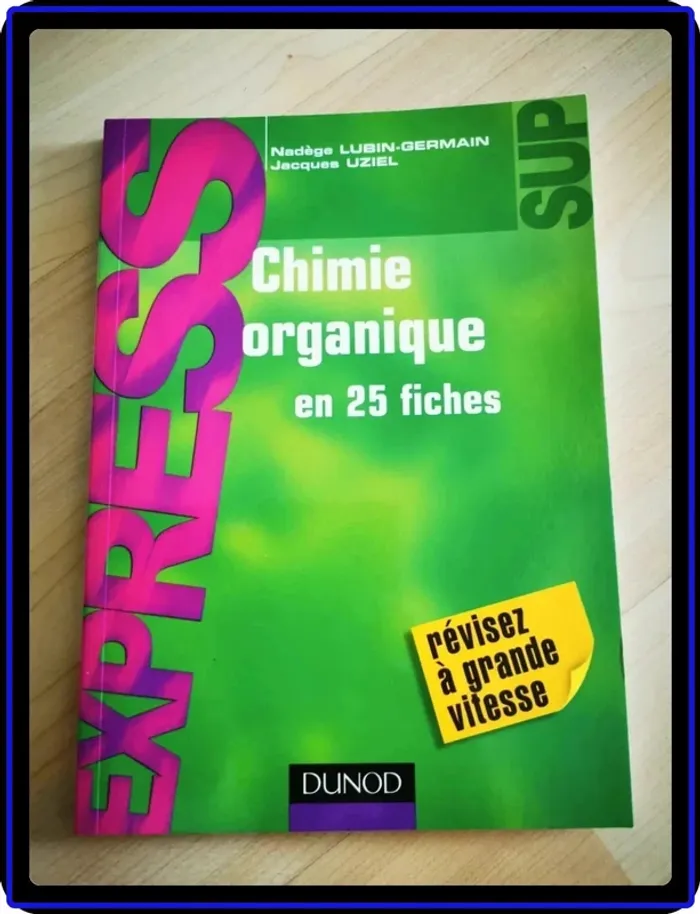 Nadège LUBIN-GERMAIN
Jacques UZIEL
SUP
EXPRESS
Chimie
organique
en 25 fiches
révisez
à grande
vitesse
DUNOD